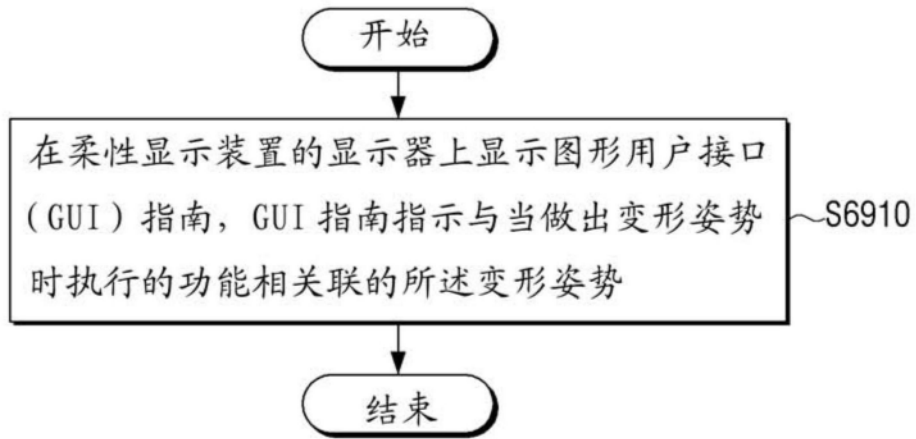 开始
在柔性显示装置的显示器上显示图形用户接口
(GUI) 指南, GUI 指南指示与当做出变形姿势
时执行的功能相关联的所述变形姿势
S6910
结束